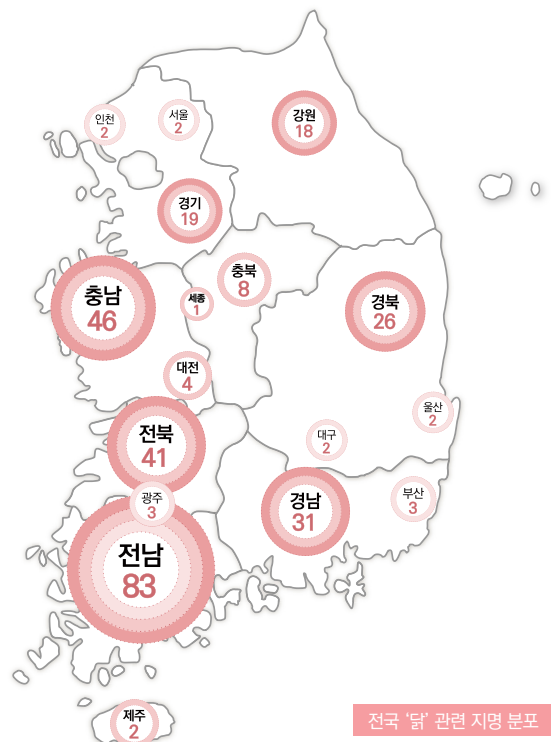 인천
2
서울
2
강원
18
경기
19
충북
8
충남
46
세종
1
경북
26
대전
4
울산
2
전북
41
대구
2
광주
3
경남
31
부산
3
전남
83
제주
2
전국 ‘닭’ 관련 지명 분포